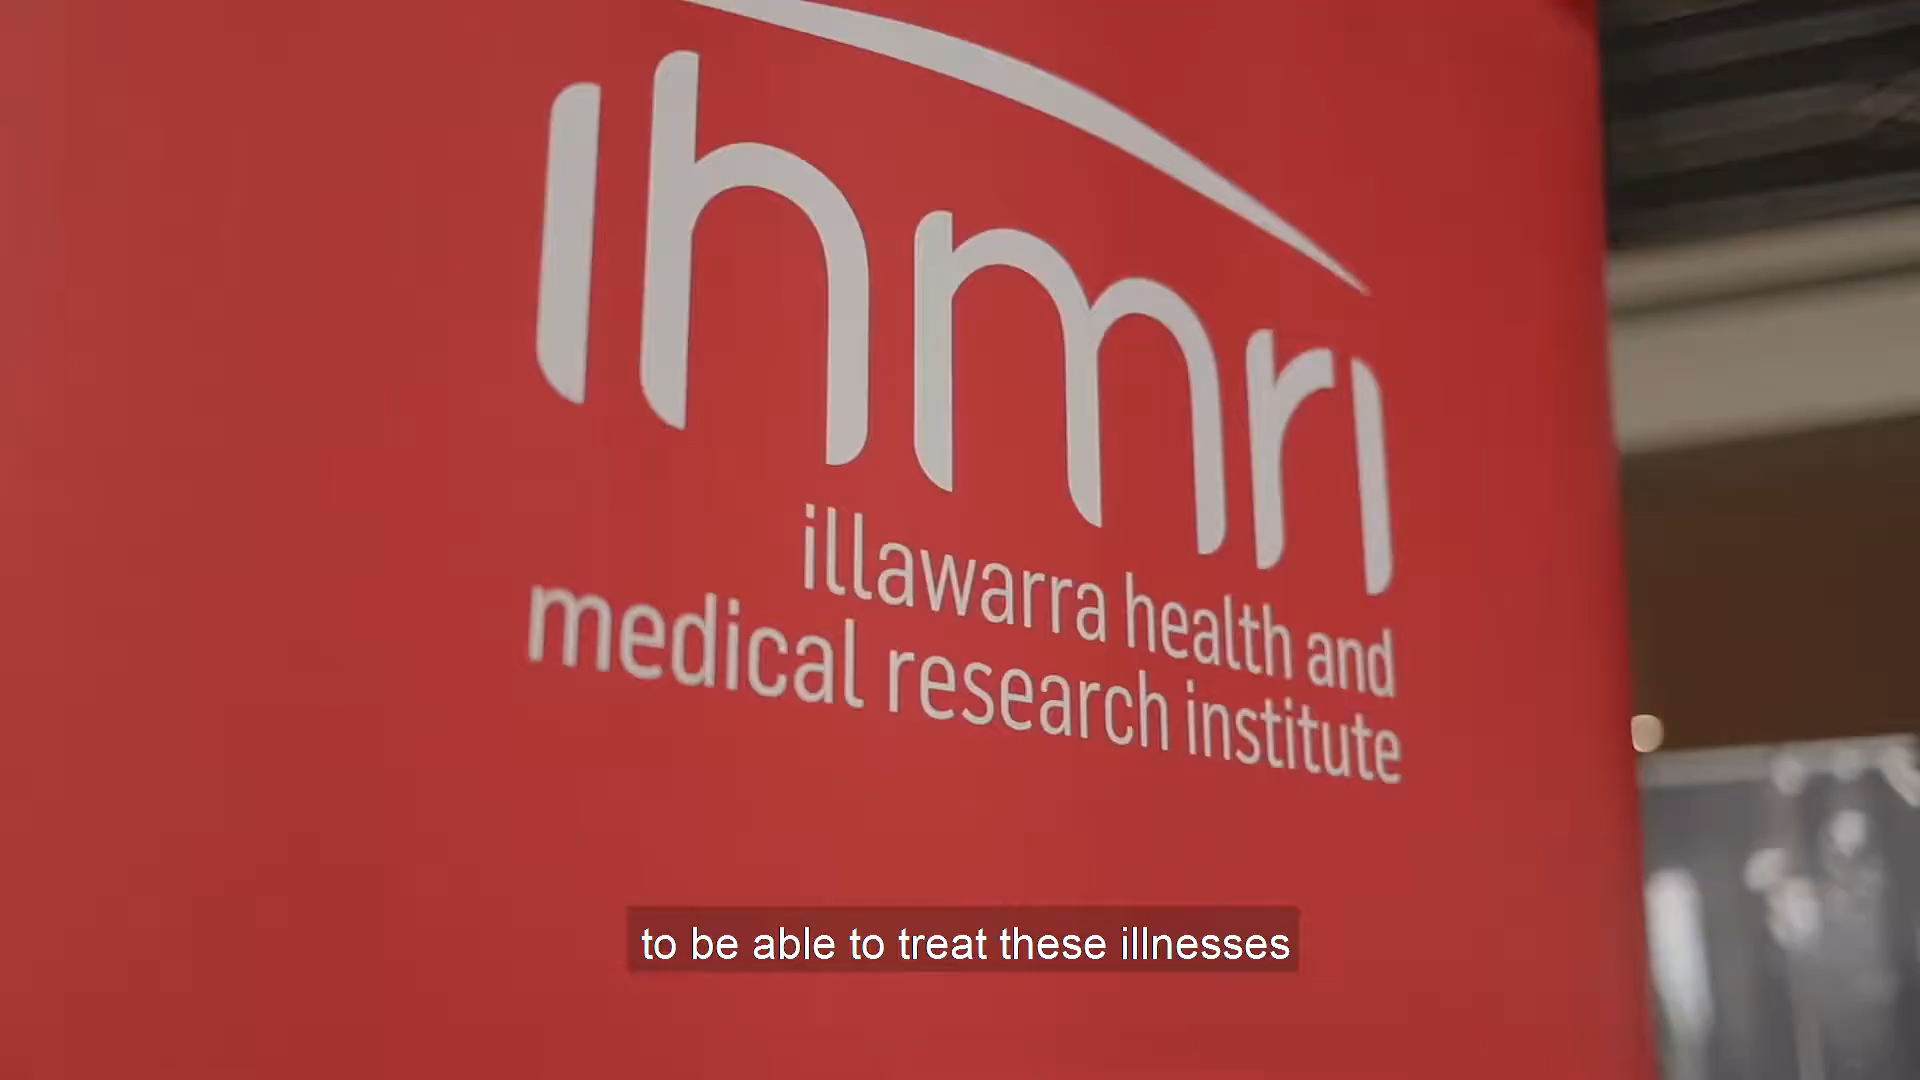 ihmri
illawarra health and
medical research institute
to be able to treat these illnesses